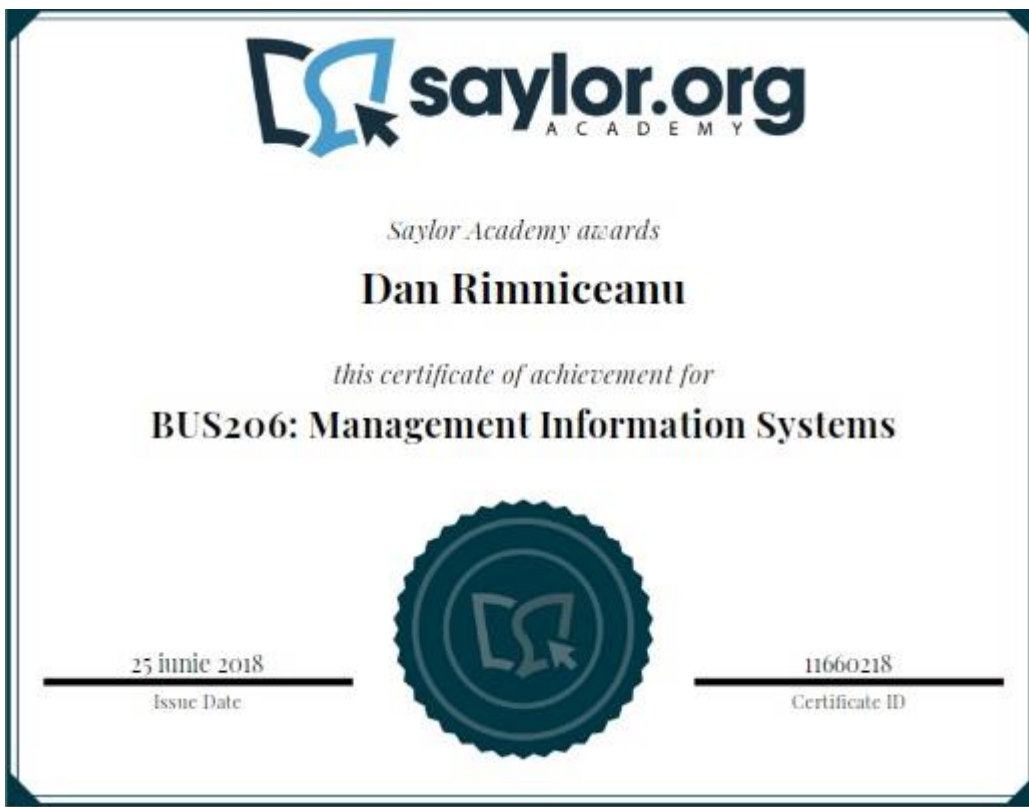 saylor.org
ACADEMY
Saylor Academy awards
Dan Rimniceanu
this certificate of achievement for
BUS206: Management Information Systems
25 iunie 2018
Issue Date
11660218
Certificate ID